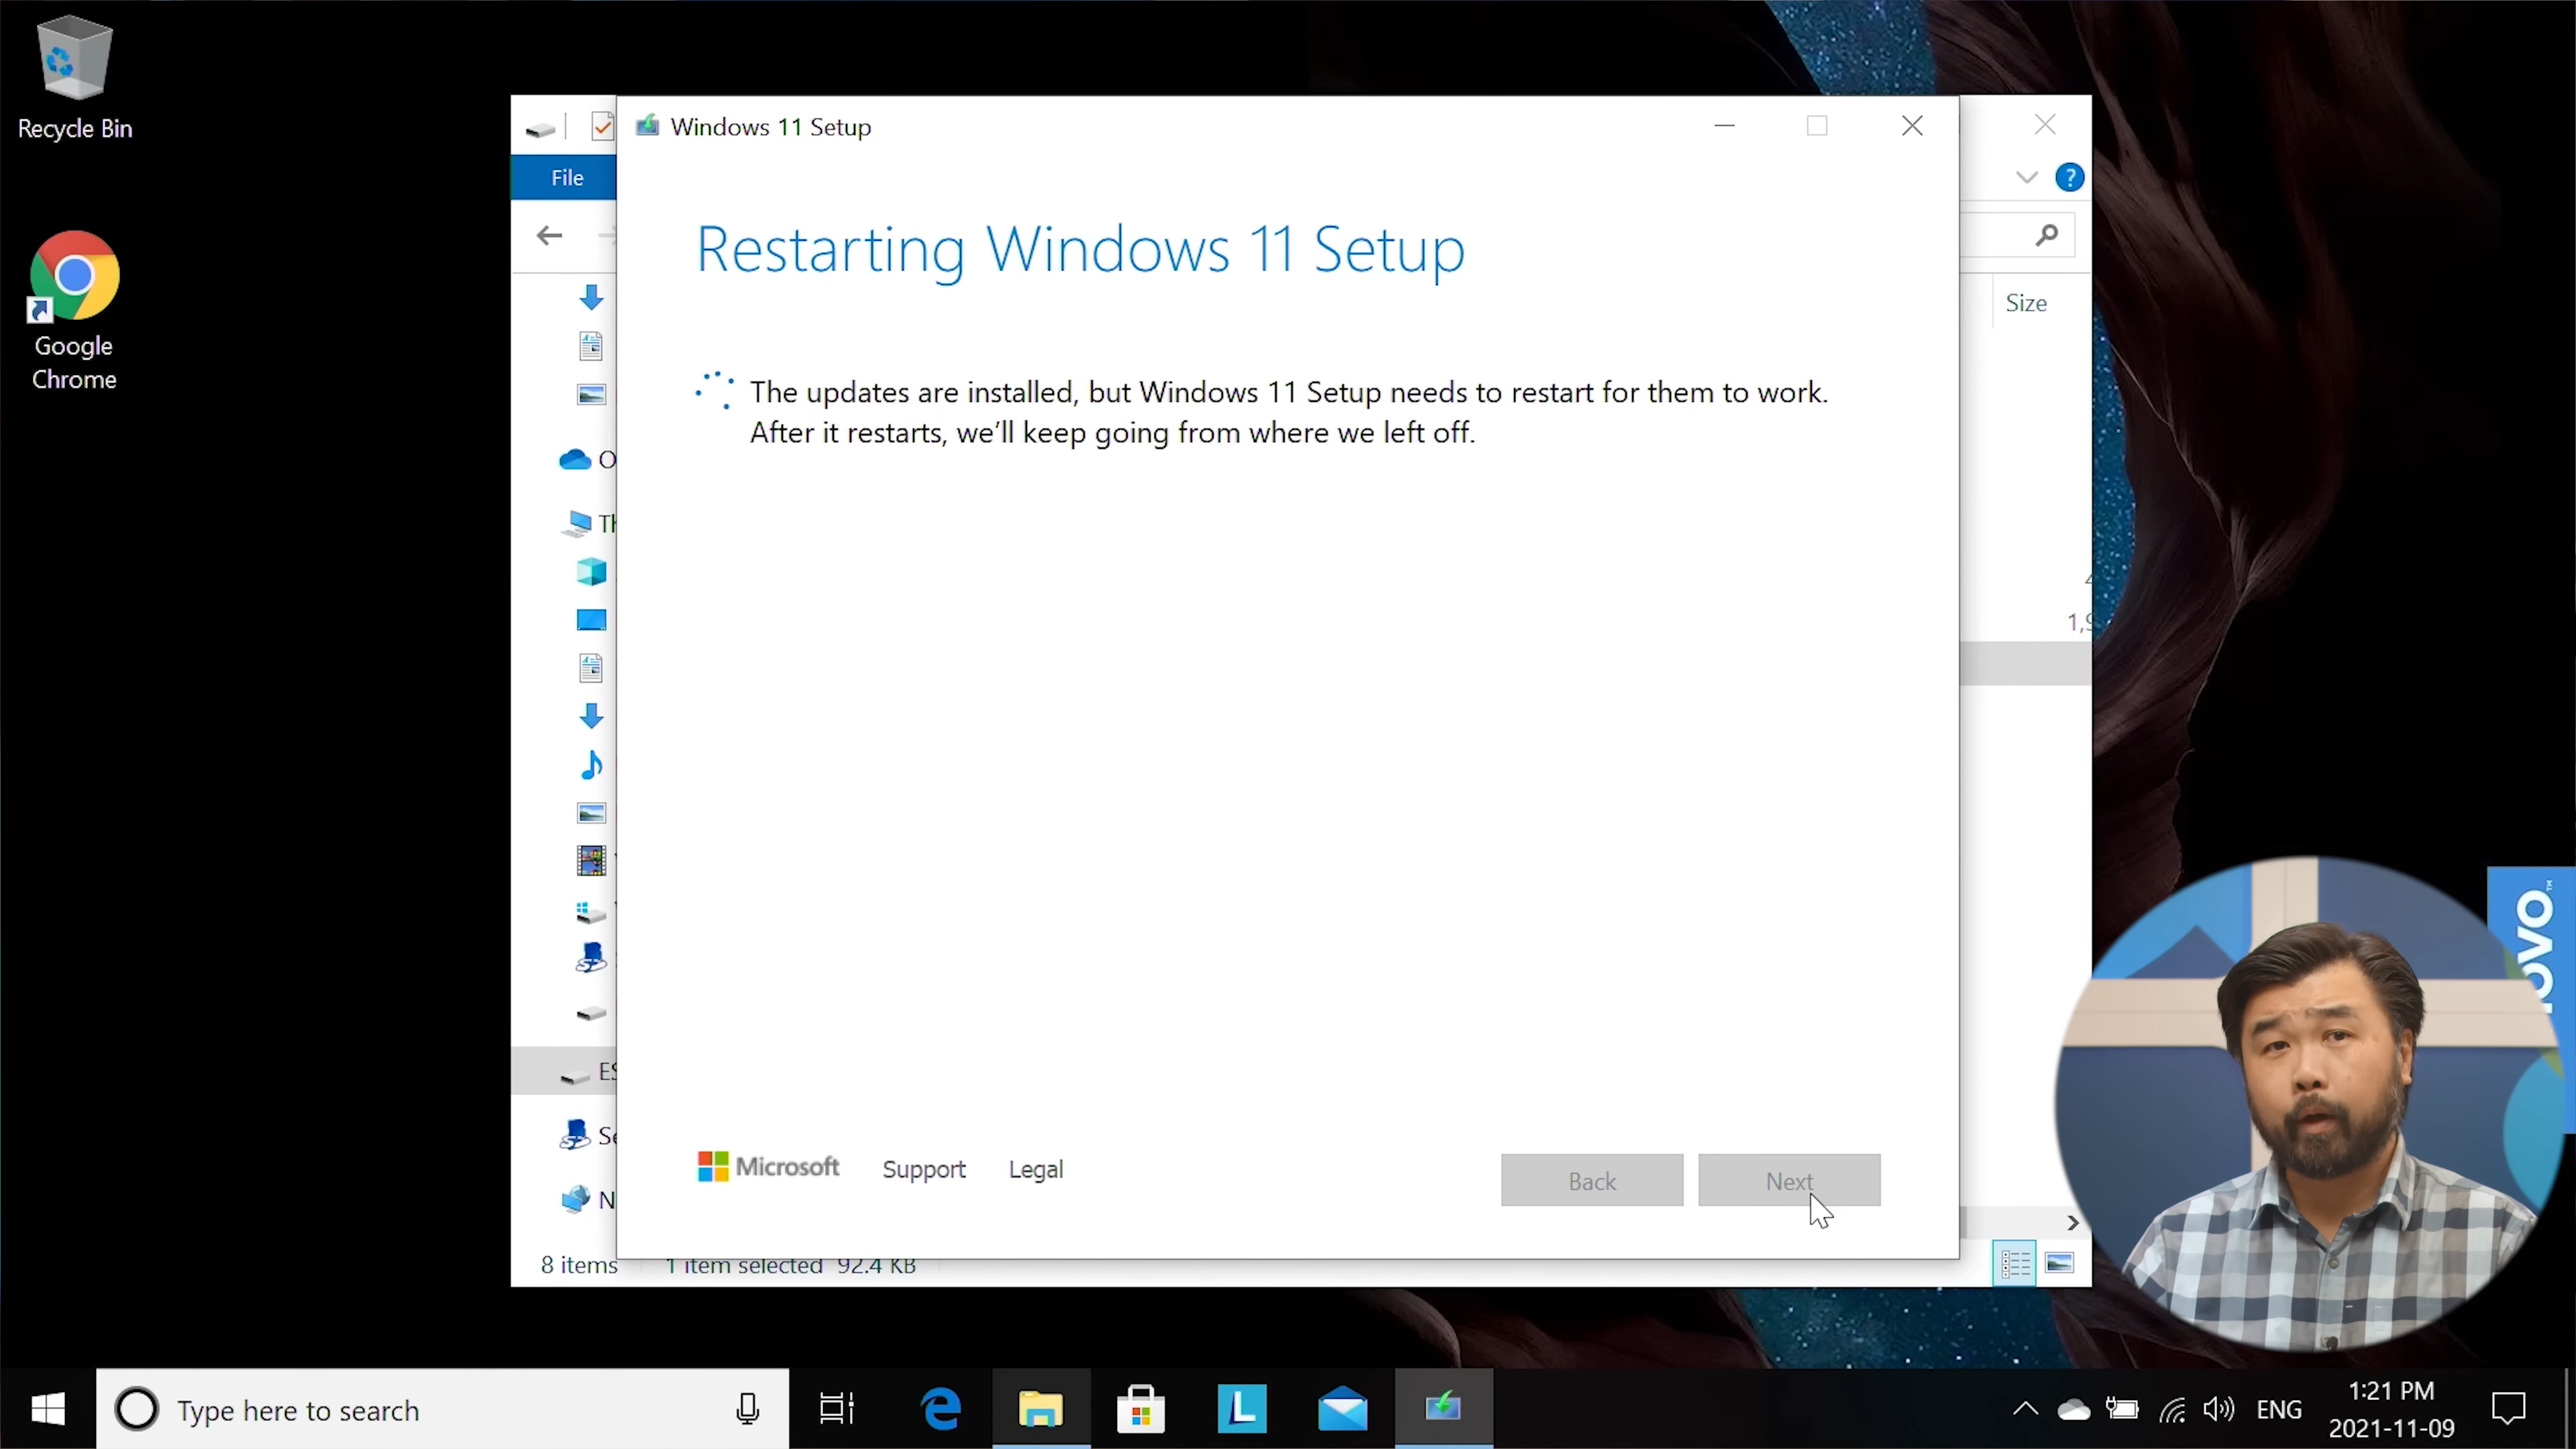 Recycle Bin
Google
Chrome
Windows 11 Setup
File
Restarting Windows 11 Setup
Size
The updates are installed, but Windows 11 Setup needs to restart for them to work.
After it restarts, we'll keep going from where we left off.
Microsoft
Support
Legal
Back
Next
8 items
1 item selected 92.4 KB
Type here to search
ENG
1:21 PM
2021-11-09